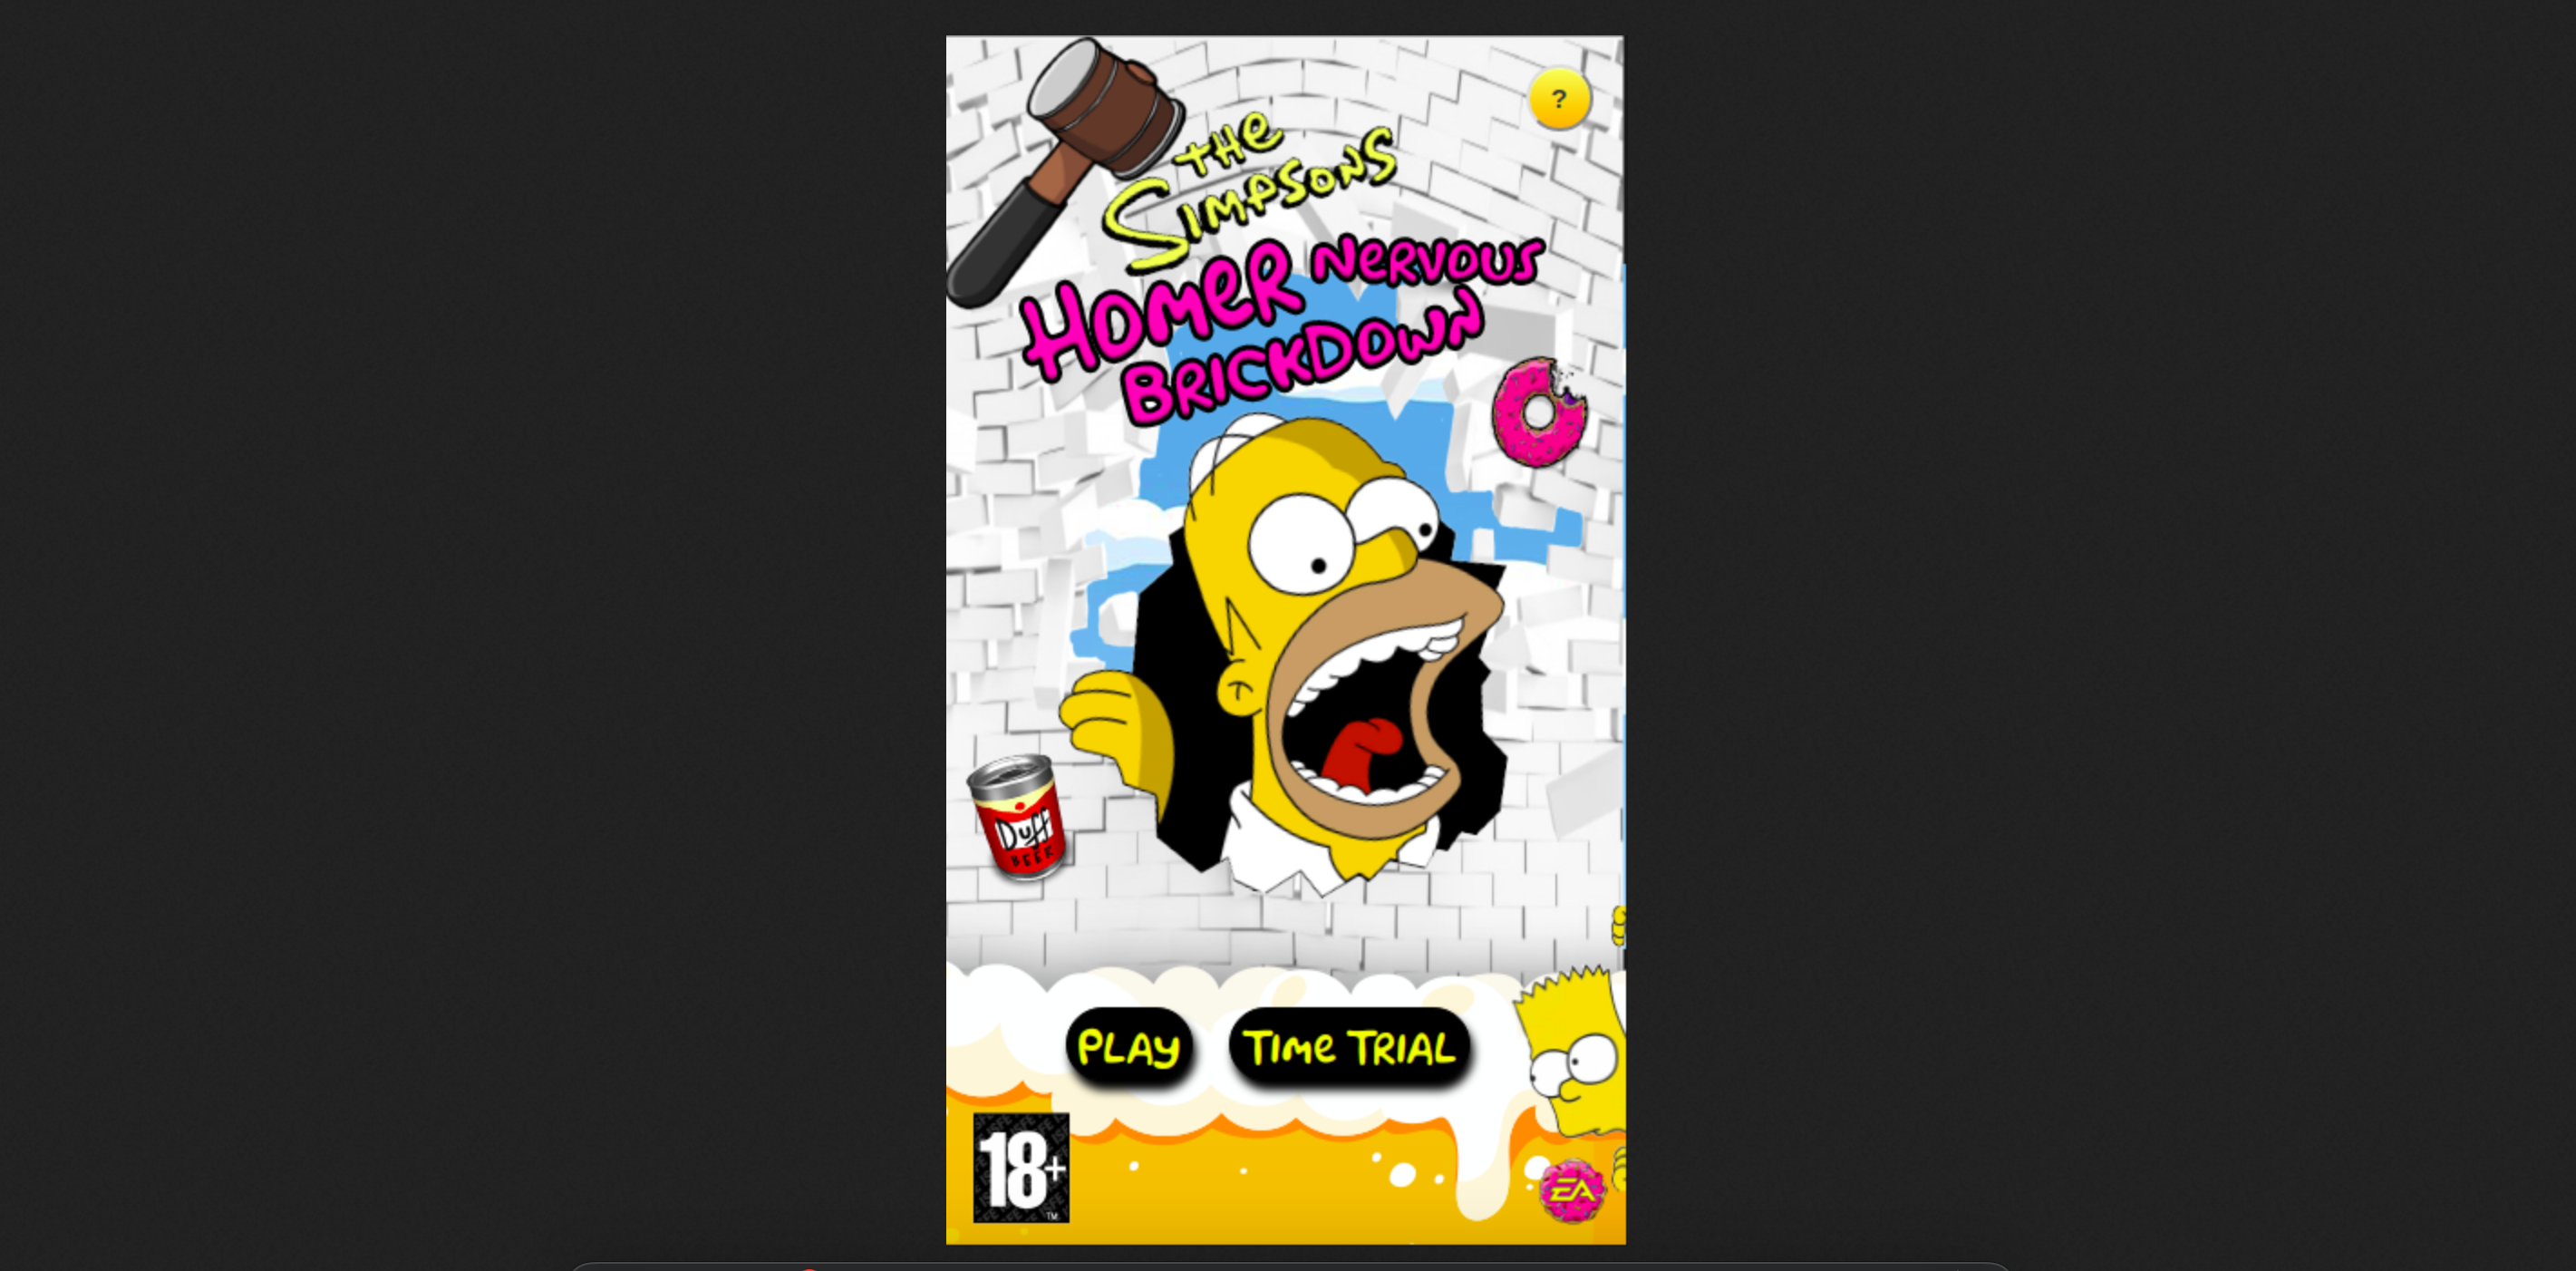 ?
THE
SIMPSONS
HOMER NERVOUS
BRICKDOWN
Duff
BEER
PLAY
TIME TRIAL
18+
TM
EA